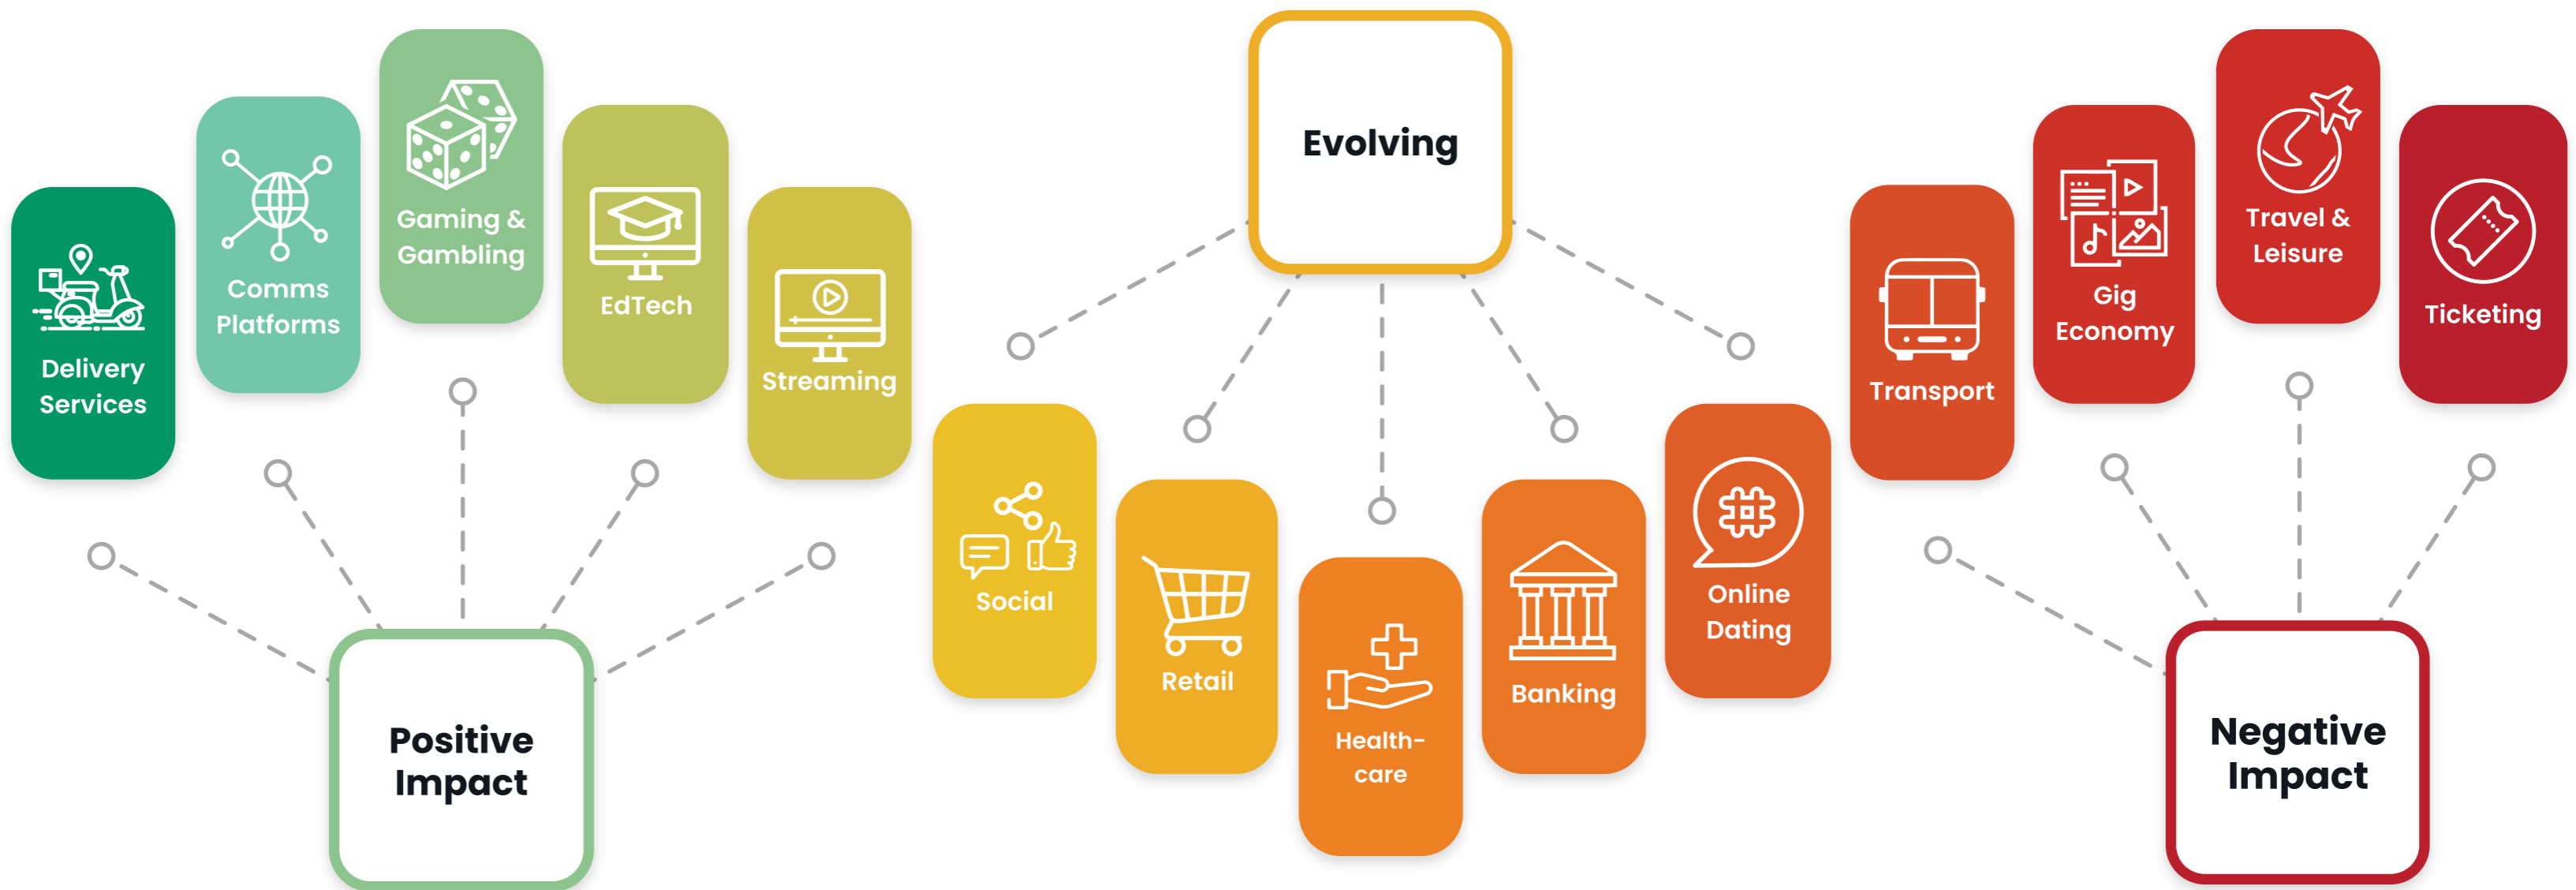 Delivery
Services
Comms
Platforms
Gaming &
Gambling
EdTech
Streaming
Positive
Impact
Evolving
Social
Retail
Health-
care
Banking
Online
Dating
Transport
Gig
Economy
Travel &
Leisure
Ticketing
Negative
Impact